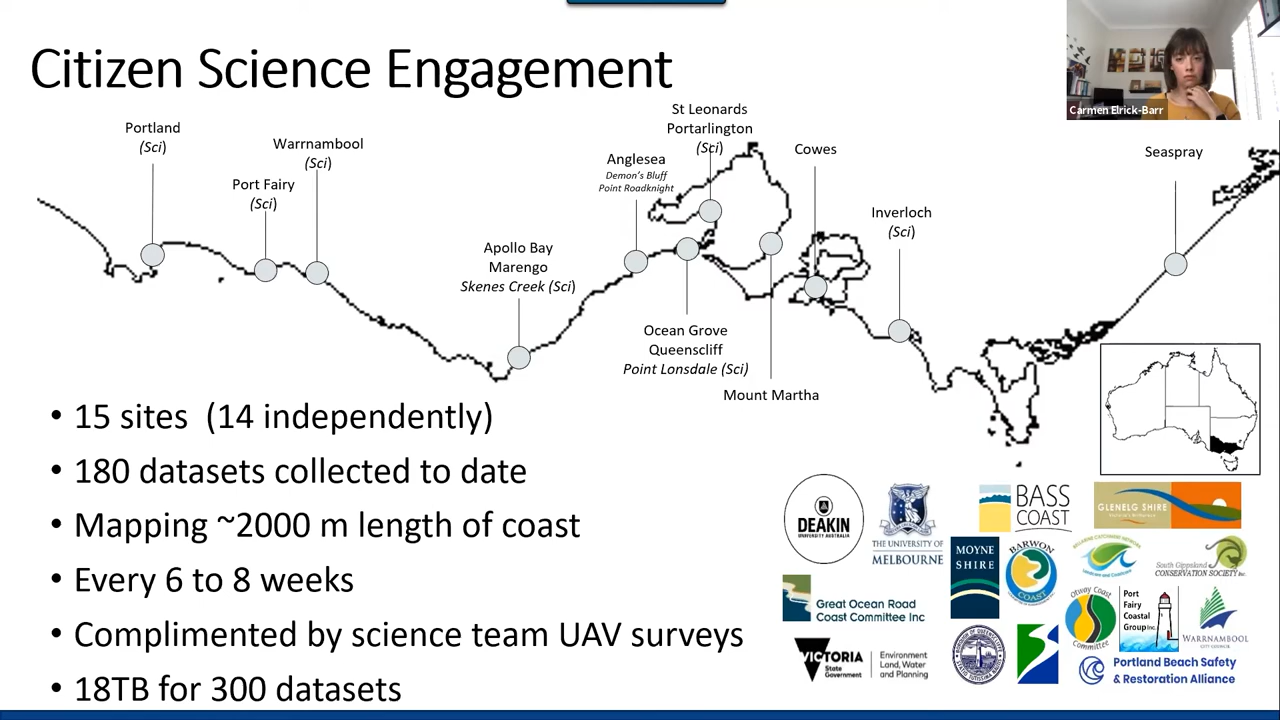 Citizen Science Engagement
Carmen Elrick-Barr
Portland
(Sci)
Port Fairy
(Sci)
Warrnambool
(Sci)
Apollo Bay
Marengo
Skenes Creek (Sci)
Anglesea
Demon's Bluff
Point Roadknight
St Leonards
Portarlington
(Sci)
Ocean Grove
Queenscliff
Point Lonsdale (Sci)
Mount Martha
Cowes
Inverloch
(Sci)
Seaspray
• 15 sites (14 independently)
• 180 datasets collected to date
• Mapping ~2000 m length of coast
• Every 6 to 8 weeks
• Complimented by science team UAV surveys
• 18TB for 300 datasets
DEAKIN
UNIVERSITY AUSTRALIA
THE UNIVERSITY OF
MELBOURNE
BASS
COAST
GLENELG SHIRE
MOYNE
SHIRE
BARWON
COAST
South Gippsland
CONSERVATION SOCIETY Inc.
Great Ocean Road
Coast Committee Inc
Otway Coast
Committee
Port
Fairy
Coastal
Group Inc.
WARRNAMBOOL
CITY COUNCIL
VICTORIA
State
Government
Environment
Land, Water
and Planning
Portland Beach Safety
& Restoration Alliance